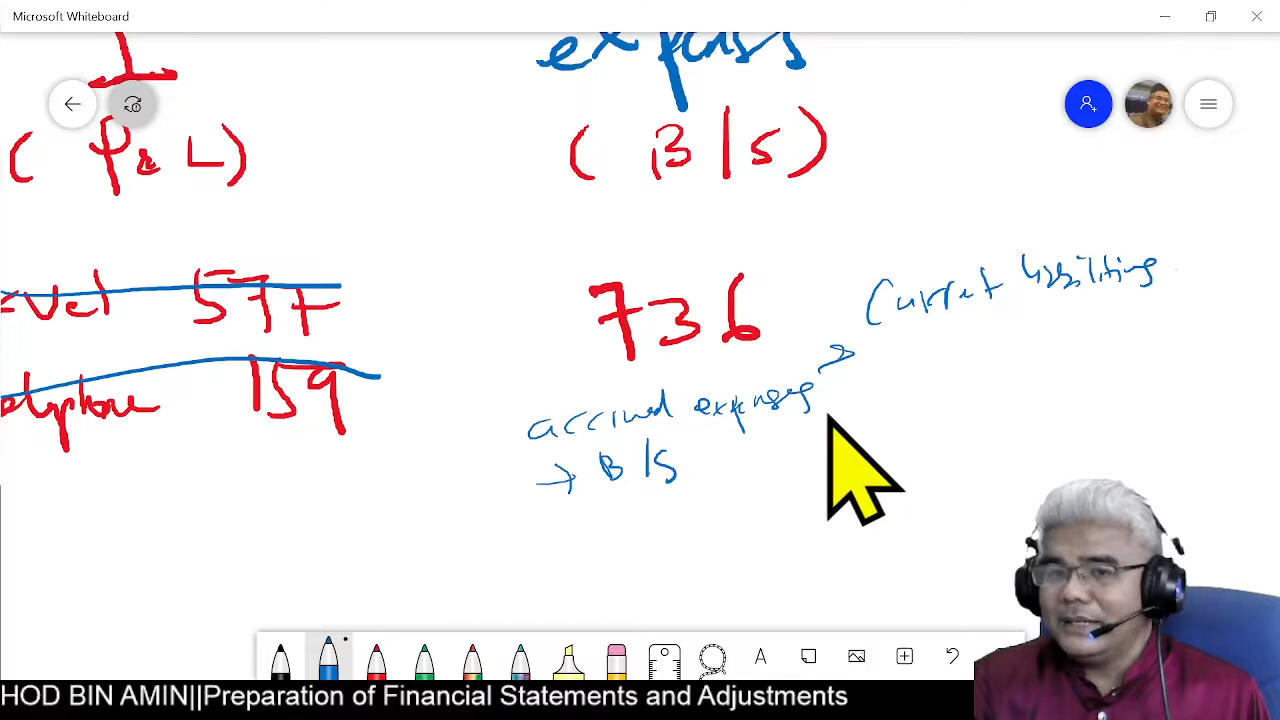 Microsoft Whiteboard
expenses
( P & L )
( B / S )
577
736
Current liabilities
159
accrued expenses
→ B / S
A
HOD BIN AMIN||Preparation of Financial Statements and Adjustments